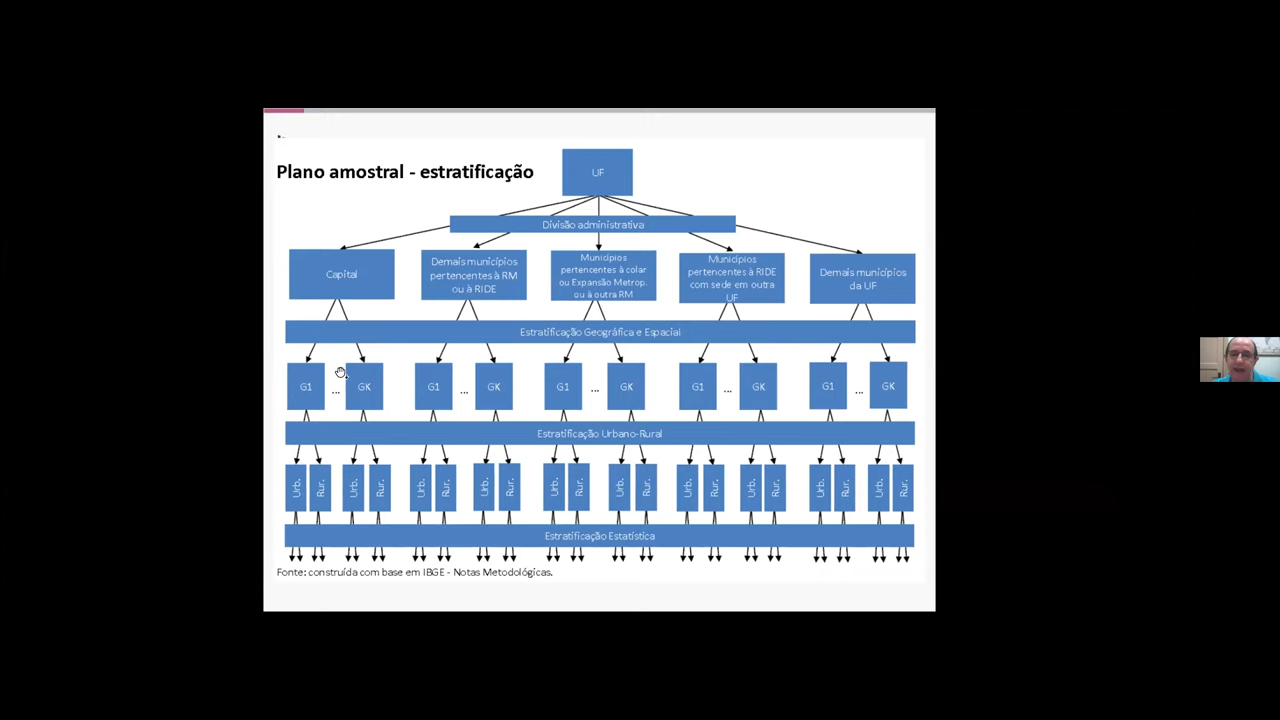 Plano amostral - estratificação
UF
Divisão administrativa
Capital
Demais municípios
pertencentes à RM
ou à RIDE
Municípios
pertencentes à colar
ou Expansão Metrop.
ou à outra RM
Municípios
pertencentes à RIDE
com sede em outra
UF
Demais municípios
da UF
Estratificação Geográfica e Espacial
G1 ... GK G1 ... GK G1 ... GK G1 ... GK G1 ... GK
Estratificação Urbano-Rural
Urb. Rur. Urb. Rur. Urb. Rur. Urb. Rur. Urb. Rur. Urb. Rur. Urb. Rur. Urb. Rur. Urb. Rur. Urb. Rur.
Estratificação Estatística
Fonte: construída com base em IBGE - Notas Metodológicas.